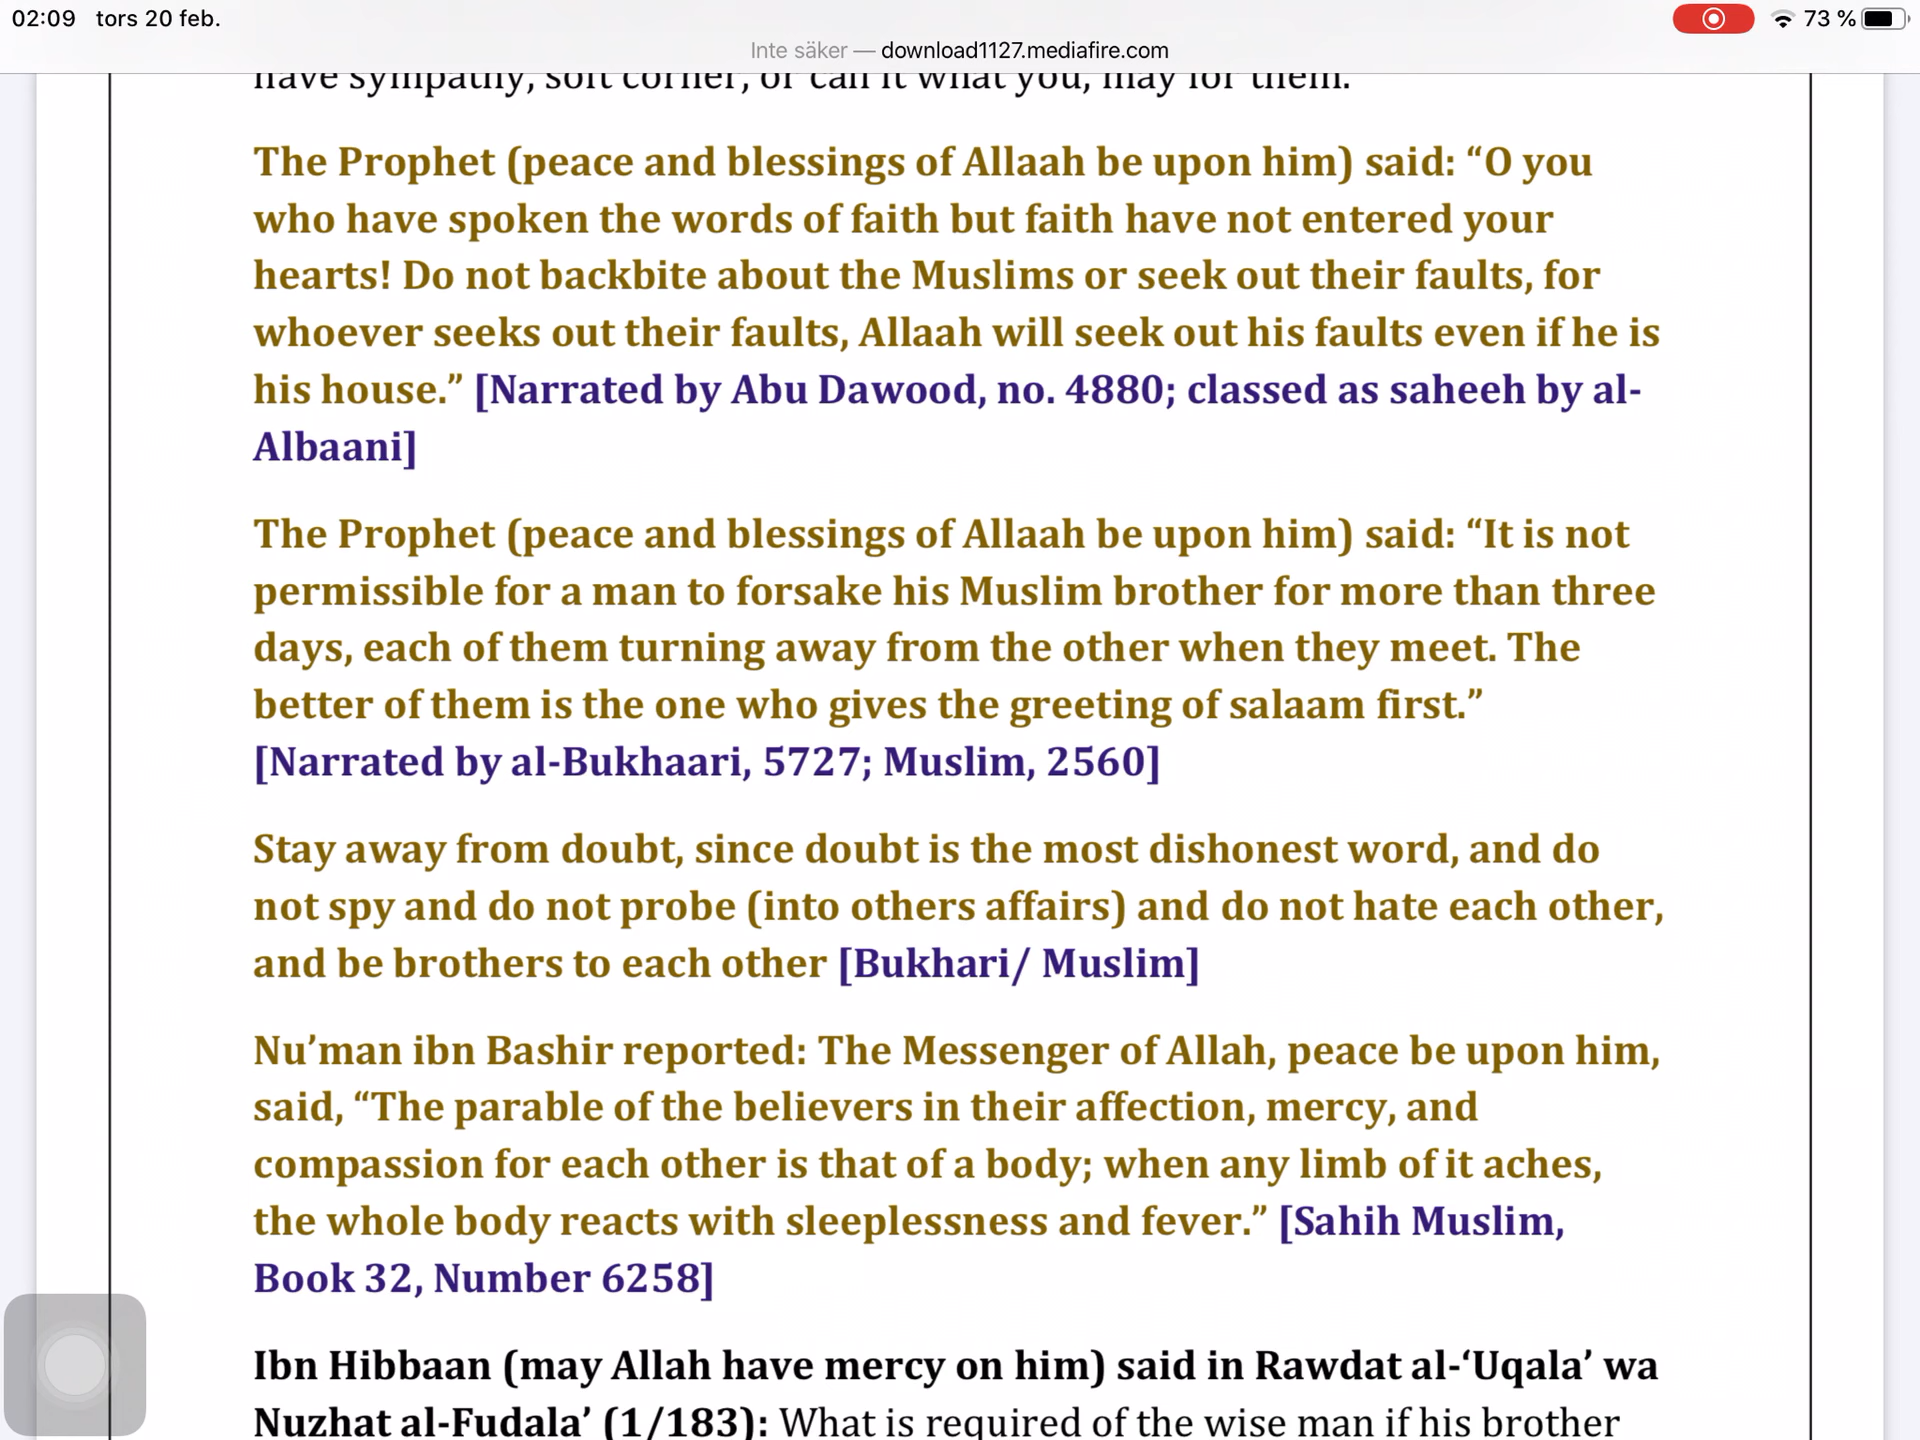 02:09 tors 20 feb.
73 %
Inte säker — download1127.mediafire.com
have sympathy, soft corner, or call it what you, may for them.
The Prophet (peace and blessings of Allaah be upon him) said: “O you
who have spoken the words of faith but faith have not entered your
hearts! Do not backbite about the Muslims or seek out their faults, for
whoever seeks out their faults, Allaah will seek out his faults even if he is
his house.” [Narrated by Abu Dawood, no. 4880; classed as saheeh by al-
Albaani]
The Prophet (peace and blessings of Allaah be upon him) said: “It is not
permissible for a man to forsake his Muslim brother for more than three
days, each of them turning away from the other when they meet. The
better of them is the one who gives the greeting of salaam first.”
[Narrated by al-Bukhaari, 5727; Muslim, 2560]
Stay away from doubt, since doubt is the most dishonest word, and do
not spy and do not probe (into others affairs) and do not hate each other,
and be brothers to each other [Bukhari/ Muslim]
Nu’man ibn Bashir reported: The Messenger of Allah, peace be upon him,
said, “The parable of the believers in their affection, mercy, and
compassion for each other is that of a body; when any limb of it aches,
the whole body reacts with sleeplessness and fever.” [Sahih Muslim,
Book 32, Number 6258]
Ibn Hibbaan (may Allah have mercy on him) said in Rawdat al-‘Uqala’ wa
Nuzhat al-Fudala’ (1/183): What is required of the wise man if his brother